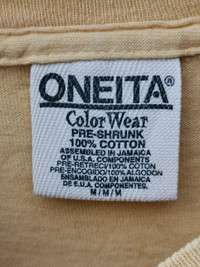 ONEITA®
Color Wear
PRE-SHRUNK
100% COTTON
ASSEMBLED IN JAMAICA
OF U.S.A. COMPONENTS
PRE-RETRECI/100% COTON
PRE-ENCOGIDO/100% ALGODON
ENSAMBLADO EN JAMAICA
DE E.U.A. COMPONENTES.
M/M/M